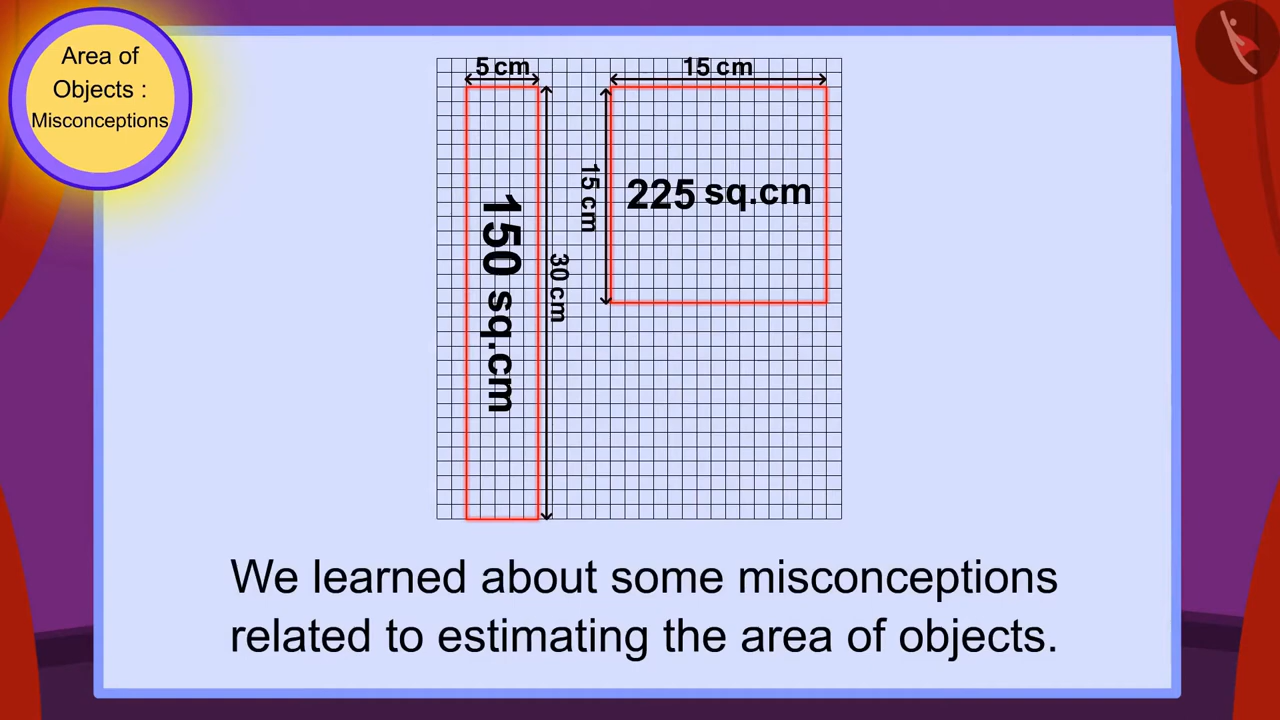 Area of
Objects :
Misconceptions
5 cm
15 cm
150 sq.cm
30 cm
15 cm
225 sq.cm
We learned about some misconceptions
related to estimating the area of objects.